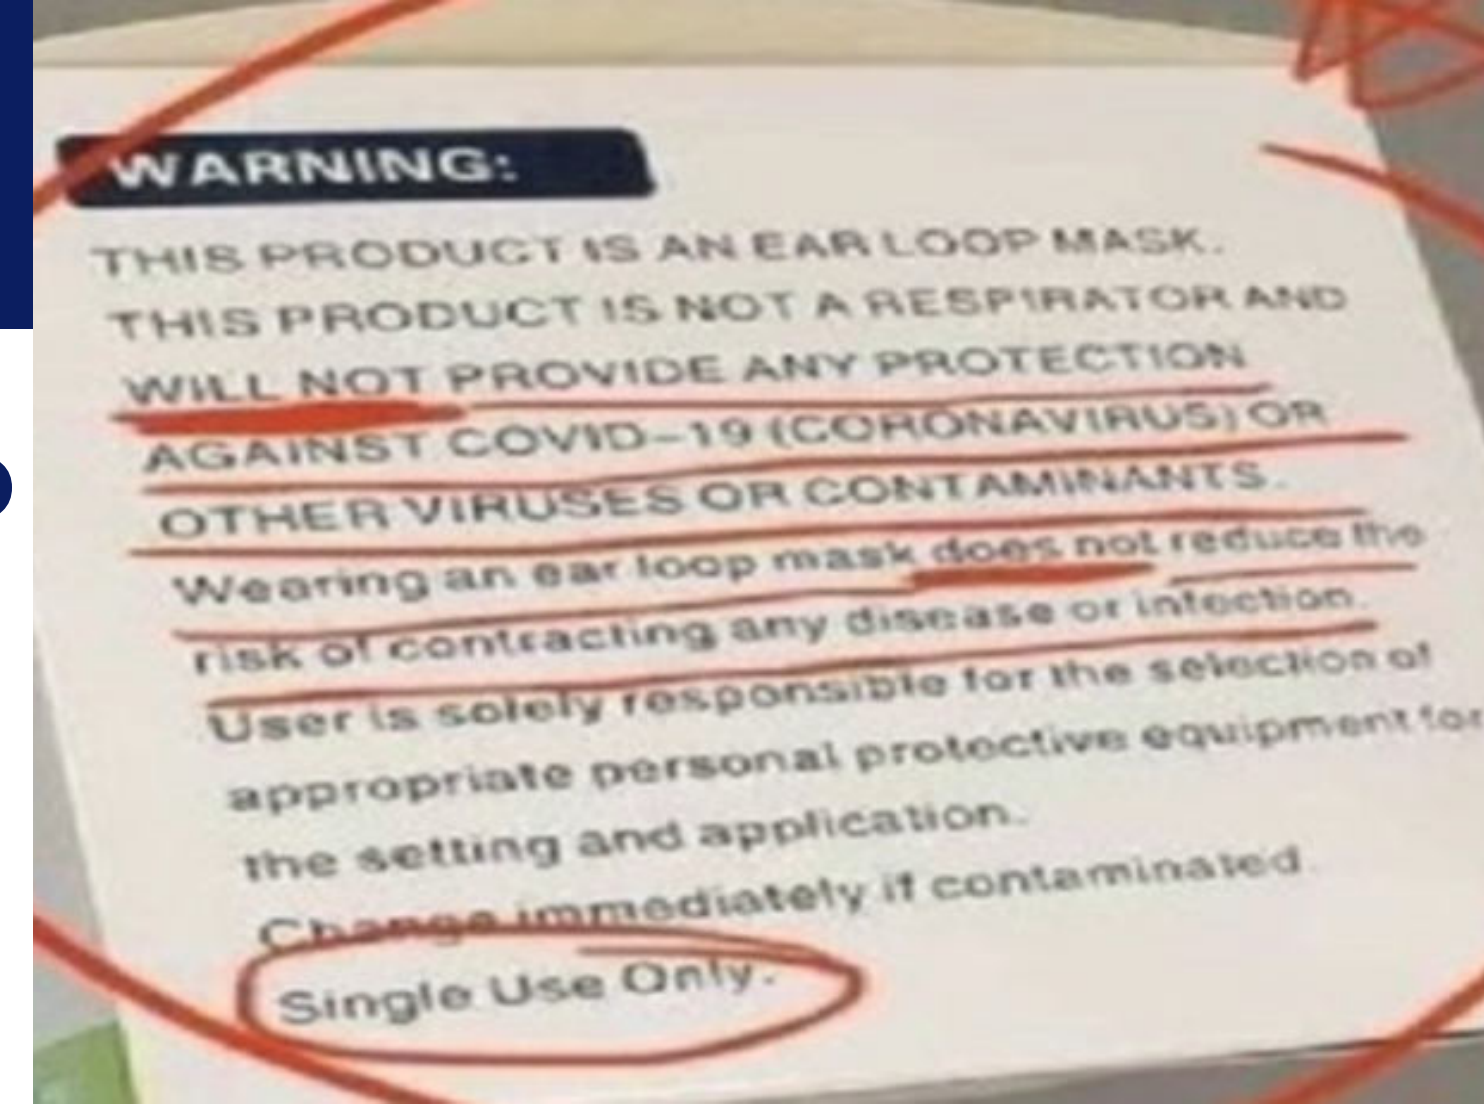 WARNING:
THIS PRODUCT IS AN EAR LOOP MASK.
THIS PRODUCT IS NOT A RESPIRATOR AND
WILL NOT PROVIDE ANY PROTECTION
AGAINST COVID-19 (CORONAVIRUS) OR
OTHER VIRUSES OR CONTAMINANTS.
Wearing an ear loop mask does not reduce the
risk of contracting any disease or infection.
User is solely responsible for the selection of
appropriate personal protective equipment for
the setting and application.
Change immediately if contaminated.
Single Use Only.